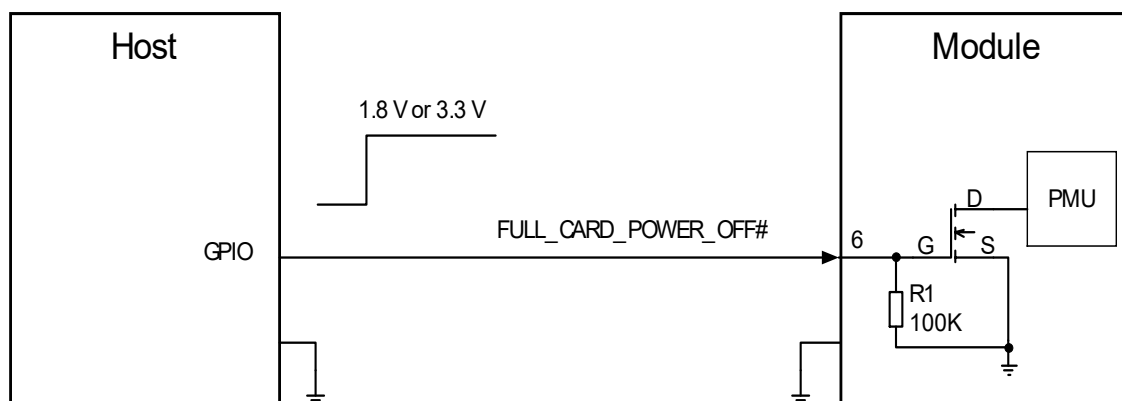 Host
Module
1.8 V or 3.3 V
PMU
D
FULL_CARD_POWER_OFF#
GPIO
6
G
S
R1
100K